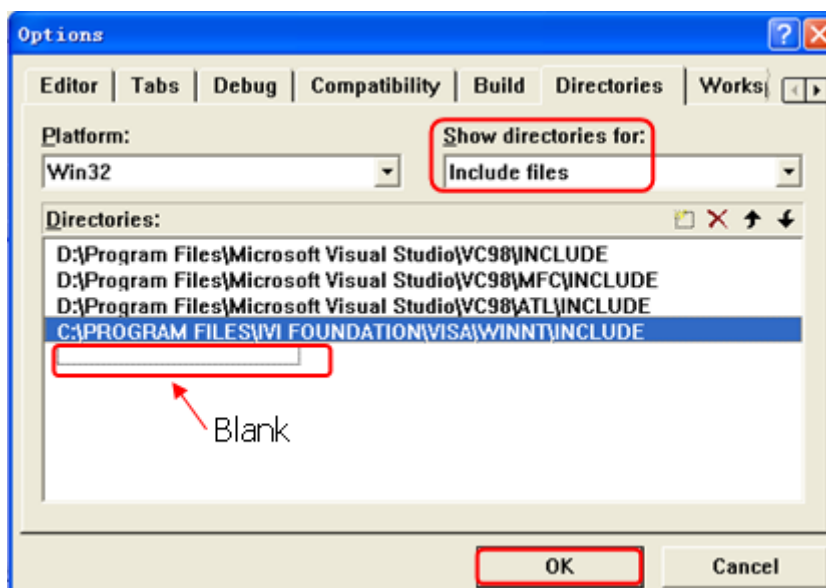 Options
Editor Tabs Debug Compatibility Build Directories
Platform: Show directories for:
Win32 Include files
Directories:
D:\Program Files\Microsoft Visual Studio\VC98\INCLUDE
D:\Program Files\Microsoft Visual Studio\VC98\MFC\INCLUDE
D:\Program Files\Microsoft Visual Studio\VC98\ATL\INCLUDE
C:\PROGRAM FILES\IVI FOUNDATION\VISA\WINNT\INCLUDE
Blank
OK Cancel